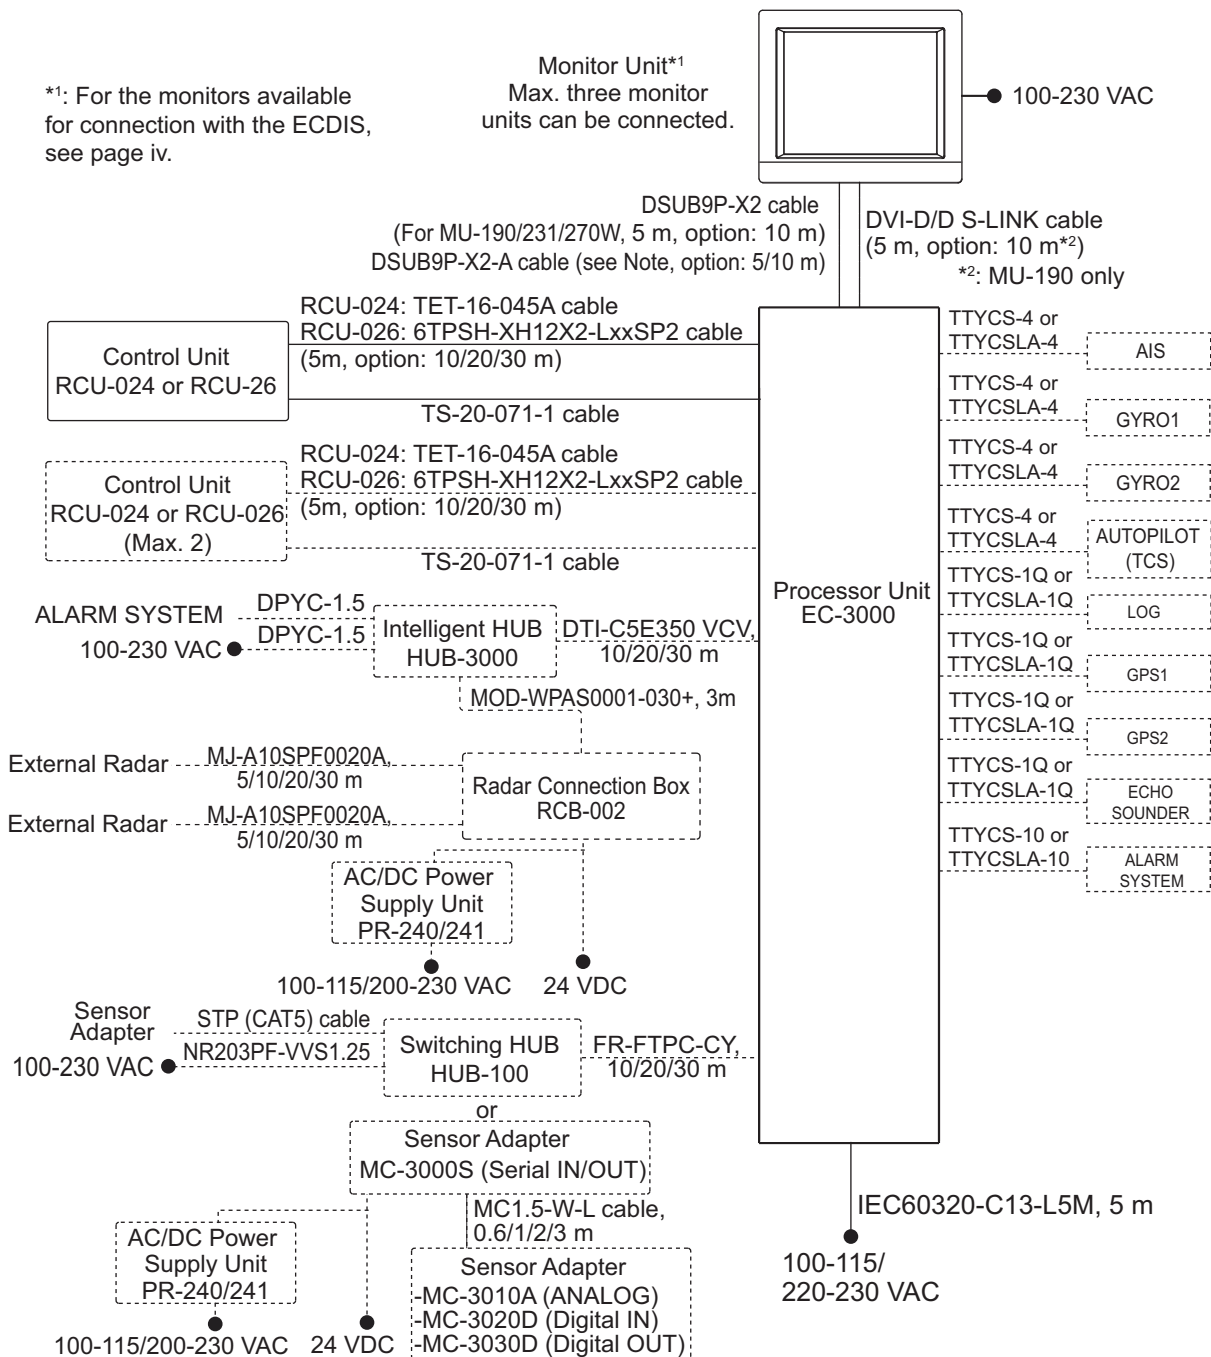 *1: For the monitors available
for connection with the ECDIS,
see page iv.
Monitor Unit*1
Max. three monitor
units can be connected.
100-230 VAC
DSUB9P-X2 cable
(For MU-190/231/270W, 5 m, option: 10 m)
DSUB9P-X2-A cable (see Note, option: 5/10 m)
DVI-D/D S-LINK cable
(5 m, option: 10 m*2)
*2: MU-190 only
Control Unit
RCU-024 or RCU-26
RCU-024: TET-16-045A cable
RCU-026: 6TPSH-XH12X2-LxxSP2 cable
(5m, option: 10/20/30 m)
TS-20-071-1 cable
Control Unit
RCU-024 or RCU-026
(Max. 2)
RCU-024: TET-16-045A cable
RCU-026: 6TPSH-XH12X2-LxxSP2 cable
(5m, option: 10/20/30 m)
TS-20-071-1 cable
Processor Unit
EC-3000
TTYCS-4 or
TTYCSLA-4
AIS
TTYCS-4 or
TTYCSLA-4
GYRO1
TTYCS-4 or
TTYCSLA-4
GYRO2
TTYCS-4 or
TTYCSLA-4
AUTOPILOT
(TCS)
TTYCS-1Q or
TTYCSLA-1Q
LOG
TTYCS-1Q or
TTYCSLA-1Q
GPS1
TTYCS-1Q or
TTYCSLA-1Q
GPS2
TTYCS-1Q or
TTYCSLA-1Q
ECHO
SOUNDER
TTYCS-10 or
TTYCSLA-10
ALARM
SYSTEM
ALARM SYSTEM
DPYC-1.5
100-230 VAC
DPYC-1.5
Intelligent HUB
HUB-3000
DTI-C5E350 VCV,
10/20/30 m
MOD-WPAS0001-030+, 3m
External Radar
MJ-A10SPF0020A,
5/10/20/30 m
External Radar
MJ-A10SPF0020A,
5/10/20/30 m
Radar Connection Box
RCB-002
AC/DC Power
Supply Unit
PR-240/241
100-115/200-230 VAC
24 VDC
Sensor
Adapter
STP (CAT5) cable
100-230 VAC
NR203PF-VVS1.25
Switching HUB
HUB-100
FR-FTPC-CY,
10/20/30 m
or
Sensor Adapter
MC-3000S (Serial IN/OUT)
MC1.5-W-L cable,
0.6/1/2/3 m
AC/DC Power
Supply Unit
PR-240/241
100-115/200-230 VAC
24 VDC
Sensor Adapter
-MC-3010A (ANALOG)
-MC-3020D (Digital IN)
-MC-3030D (Digital OUT)
IEC60320-C13-L5M, 5 m
100-115/
220-230 VAC